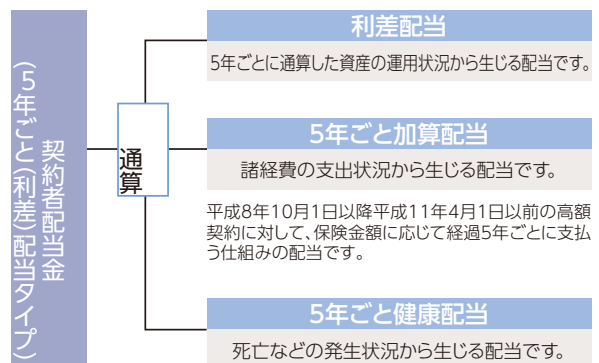 契約者配当金
(5年ごと(利差)配当タイプ)
通算
利差配当
5年ごとに通算した資産の運用状況から生じる配当です。
5年ごと加算配当
諸経費の支出状況から生じる配当です。
平成8年10月1日以降平成11年4月1日以前の高額
契約に対して、保険金額に応じて経過5年ごとに支払
う仕組みの配当です。
5年ごと健康配当
死亡などの発生状況から生じる配当です。